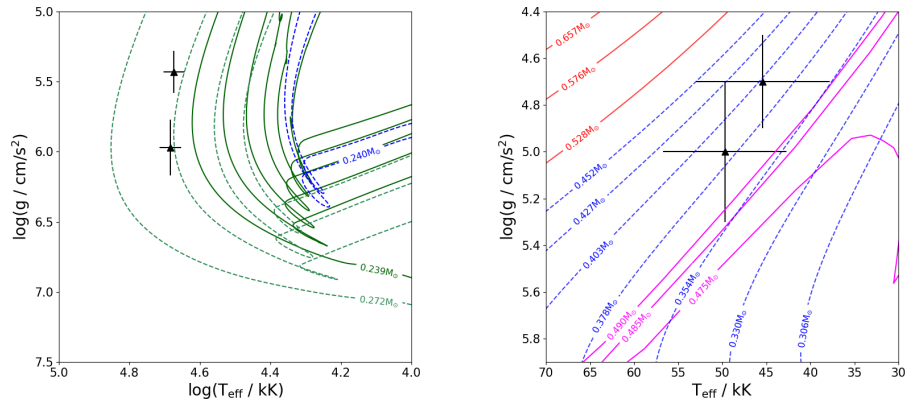 5.0
5.5
6.0
6.5
7.0
7.5
5.0
4.8
4.6
4.4
4.2
4.0
log(g / cm/s²)
log(T_eff / kK)
0.240M⊙
0.239M⊙
0.272M⊙
4.4
4.6
4.8
5.0
5.2
5.4
5.6
5.8
70
65
60
55
50
45
40
35
30
log(g / cm/s²)
T_eff / kK
0.657M⊙
0.576M⊙
0.528M⊙
0.452M⊙
0.427M⊙
0.403M⊙
0.378M⊙
0.490M⊙
0.485M⊙
0.354M⊙
0.475M⊙
0.330M⊙
0.306M⊙